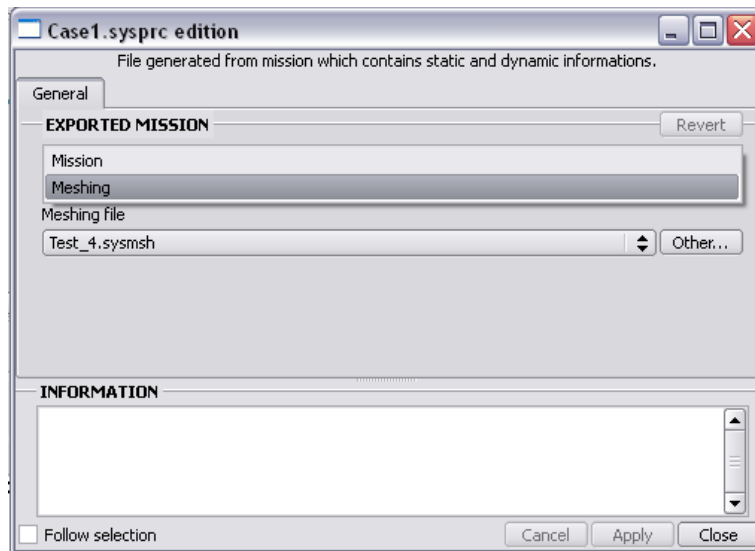 Case1.sysprc edition
File generated from mission which contains static and dynamic informations.
General
EXPORTED MISSION
Revert
Mission
Meshing
Meshing file
Test_4.sysmsh
Other...
INFORMATION
Follow selection
Cancel
Apply
Close